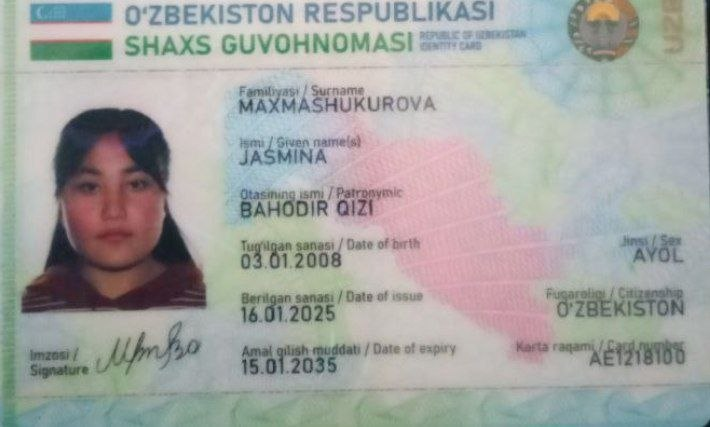 O'ZBEKISTON RESPUBLIKASI
SHAXS GUVOHNOMASI
REPUBLIC OF UZBEKISTAN
IDENTITY CARD
UZB
Familiyasi / Surname
MAXMASHUKUROVA
Ismi / Given name(s)
JASMINA
Otasining ismi / Patronymic
BAHODIR QIZI
Tug'ilgan sanasi / Date of birth
03.01.2008
Jinsi / Sex
AYOL
Berilgan sanasi / Date of issue
16.01.2025
Fuqaroligi / Citizenship
O'ZBEKISTON
Amal qilish muddati / Date of expiry
15.01.2035
Karta raqami / Card number
AE1218100
Imzosi /
Signature